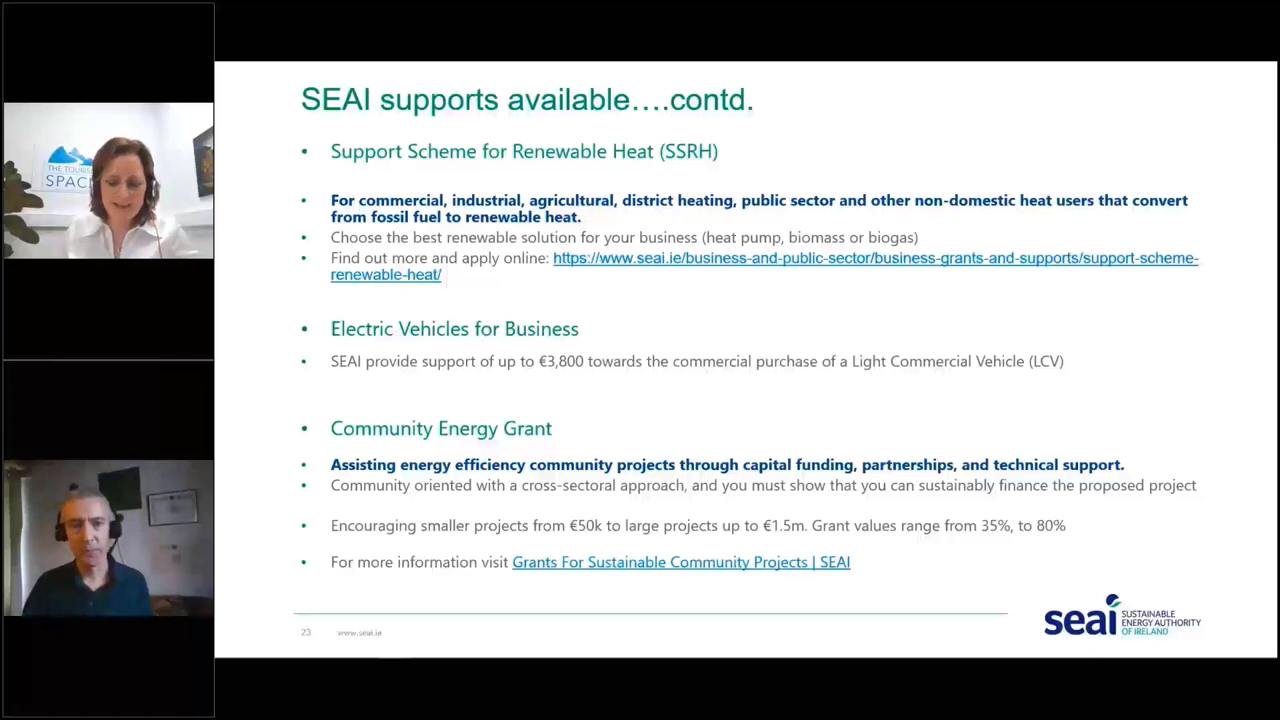 SEAI supports available….contd.
• Support Scheme for Renewable Heat (SSRH)
• For commercial, industrial, agricultural, district heating, public sector and other non-domestic heat users that convert
from fossil fuel to renewable heat.
• Choose the best renewable solution for your business (heat pump, biomass or biogas)
• Find out more and apply online: https://www.seai.ie/business-and-public-sector/business-grants-and-supports/support-scheme-
renewable-heat/
• Electric Vehicles for Business
• SEAI provide support of up to €3,800 towards the commercial purchase of a Light Commercial Vehicle (LCV)
• Community Energy Grant
• Assisting energy efficiency community projects through capital funding, partnerships, and technical support.
• Community oriented with a cross-sectoral approach, and you must show that you can sustainably finance the proposed project
• Encouraging smaller projects from €50k to large projects up to €1.5m. Grant values range from 35%, to 80%
• For more information visit Grants For Sustainable Community Projects | SEAI
23 www.seai.ie
seai SUSTAINABLE
ENERGY AUTHORITY
OF IRELAND
THE
SPAC